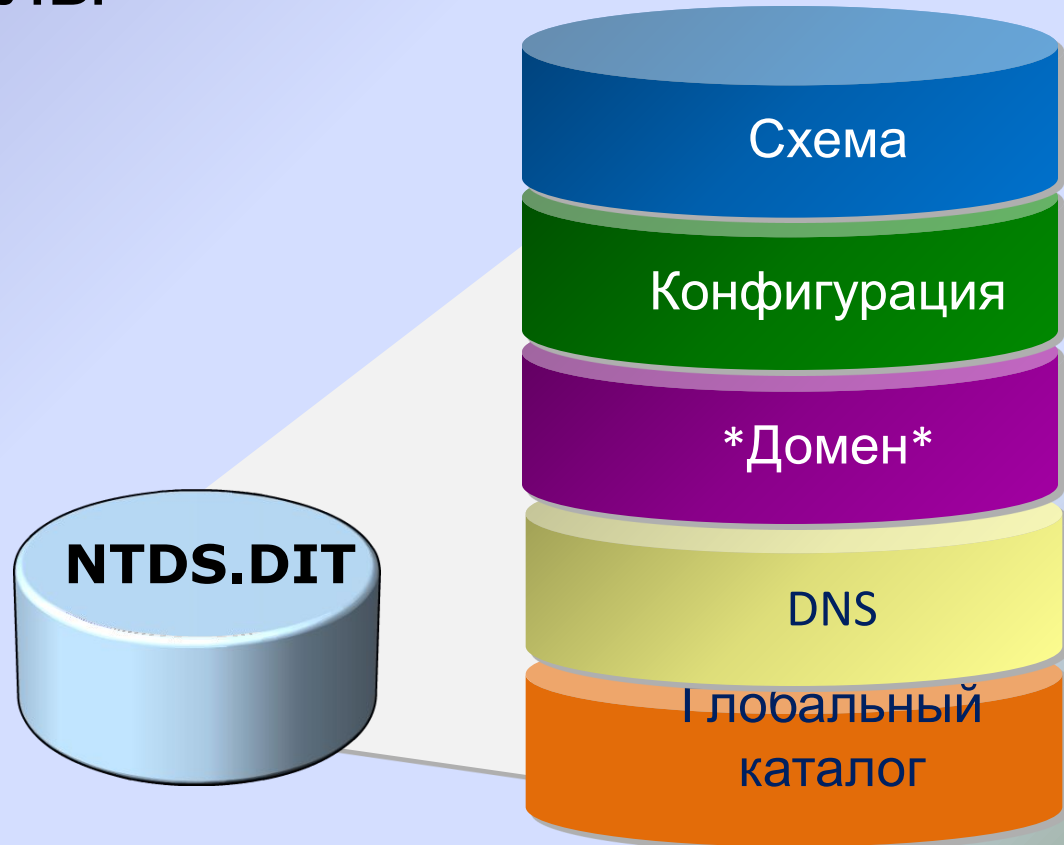 Схема
Конфигурация
*Домен*
NTDS.DIT
DNS
Глобальный
каталог